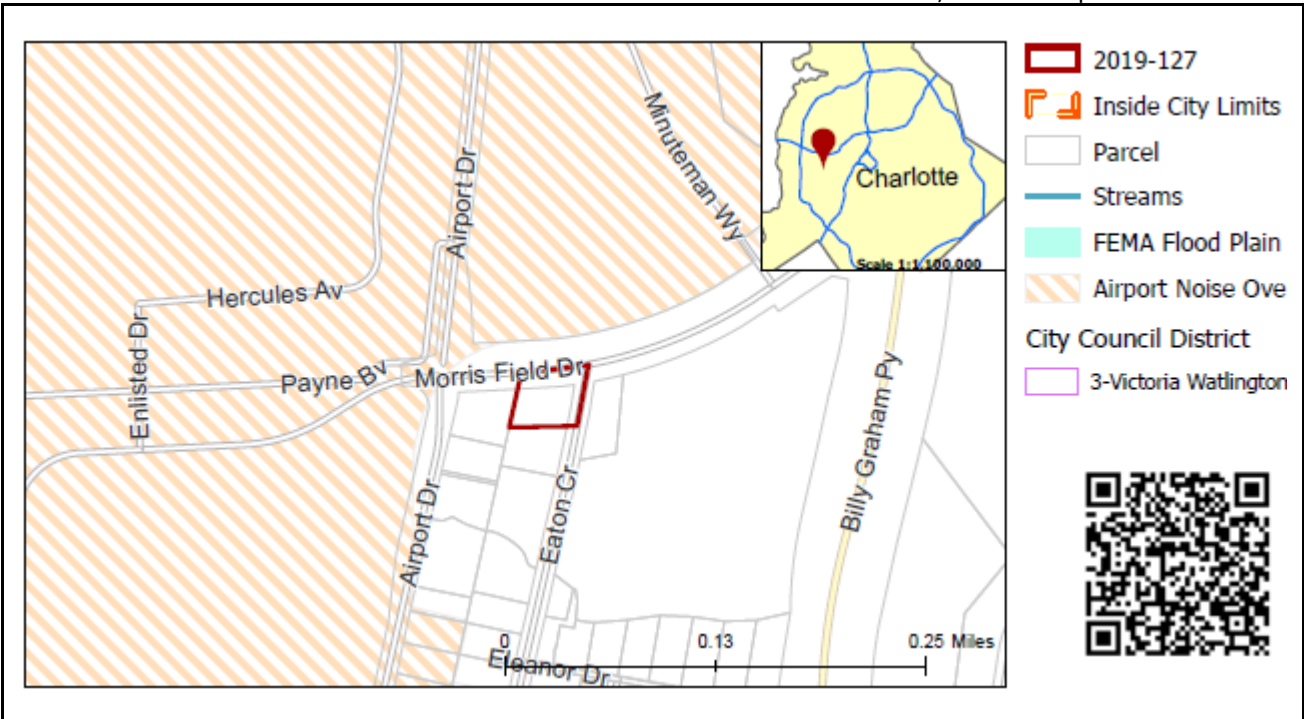 2019-127
Inside City Limits
Parcel
Streams
FEMA Flood Plain
Airport Noise Ove
City Council District
3-Victoria Watlington
Charlotte
Scale 1:1,100,000
Minuteman Wy
Airport Dr
Hercules Av
Enlisted Dr
Payne Bv
Morris Field Dr
Billy Graham Py
Airport Dr
Eaton Cr
0
0.13
0.25 Miles
Eleanor Dr